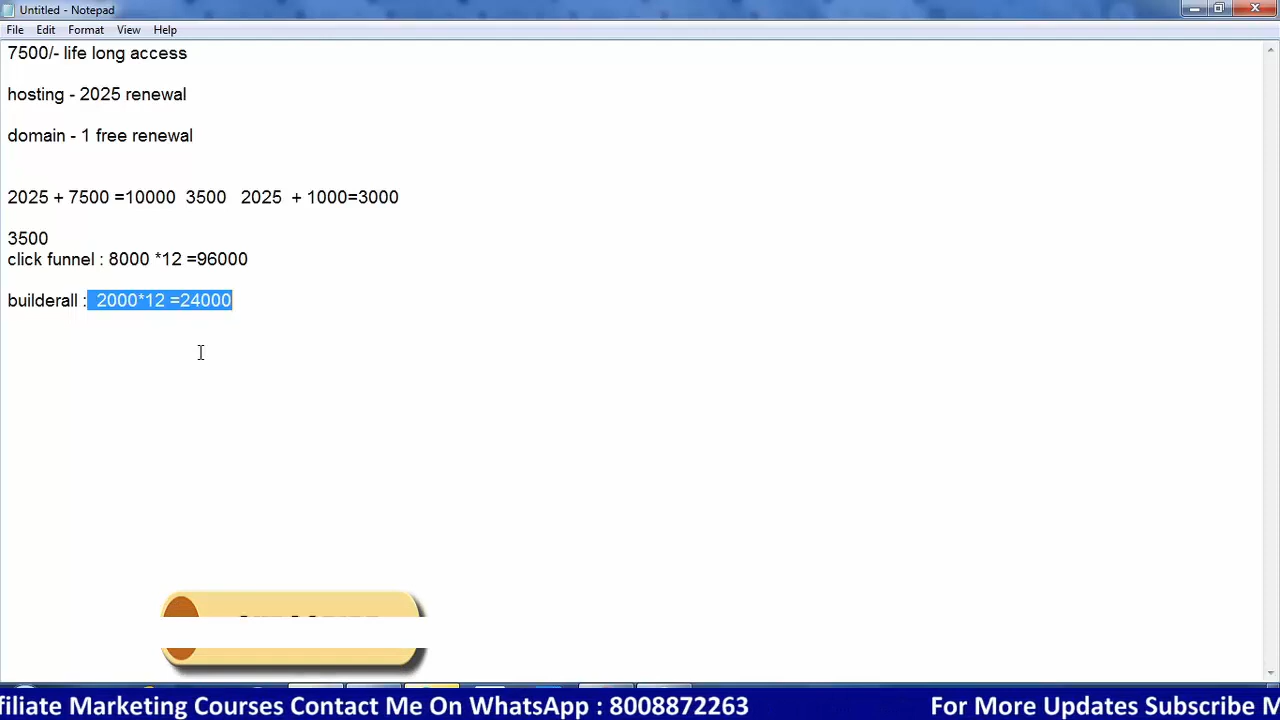 Untitled - Notepad
File Edit Format View Help
7500/- life long access
hosting - 2025 renewal
domain - 1 free renewal
2025 + 7500 =10000 3500 2025 + 1000=3000
3500
click funnel : 8000 *12 =96000
builderall : 2000*12 =24000
filiate Marketing Courses Contact Me On WhatsApp : 8008872263 For More Updates Subscribe M